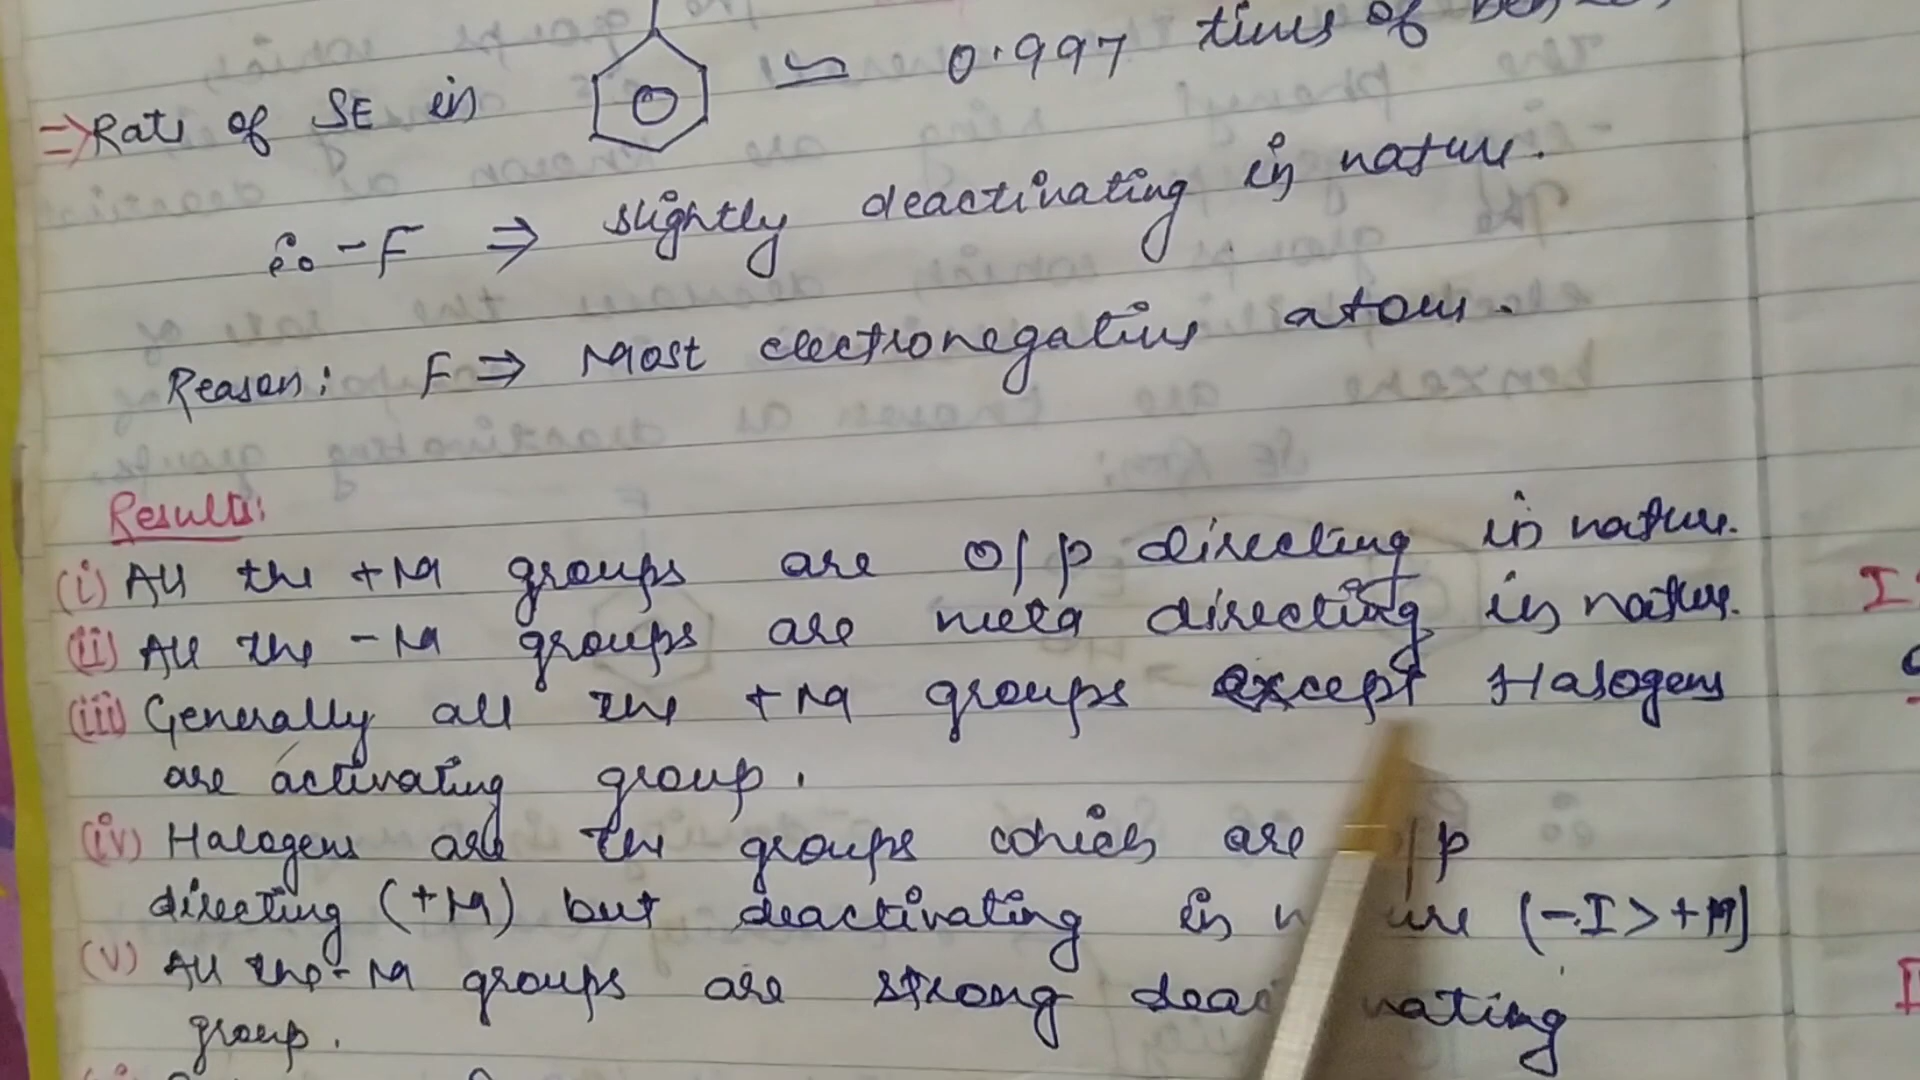 ⇒Rate of SE in ≃ 0.997 times of
∴ -F ⇒ slightly deactivating in nature.
Reason: F ⇒ Most electronegative atom.
Results:
(i) All the +M groups are o/p directing in nature.
(ii) All the -M groups are meta directing in nature.
(iii) Generally all the +M groups except Halogens
are activating group.
(iv) Halogens are the groups which are /p
directing (+M) but deactivating in ure (-I>+M)
(v) All the -M groups are strong deac vating
group.